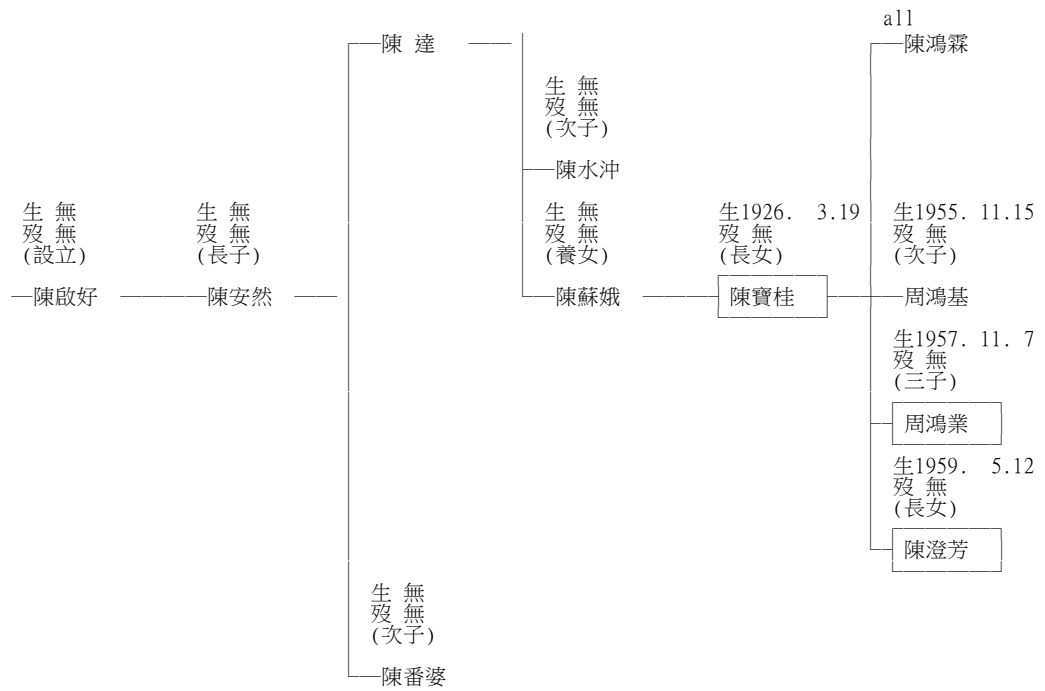 all
陳 達
陳鴻霖
生 無
歿 無
(次子)
陳水沖
生 無
歿 無
(設立)
陳啟好
生 無
歿 無
(長子)
陳安然
生 無
歿 無
(養女)
陳蘇娥
生1926. 3.19
歿 無
(長女)
陳寶桂
生1955. 11.15
歿 無
(次子)
周鴻基
生1957. 11. 7
歿 無
(三子)
周鴻業
生1959. 5.12
歿 無
(長女)
陳澄芳
生 無
歿 無
(次子)
陳番婆